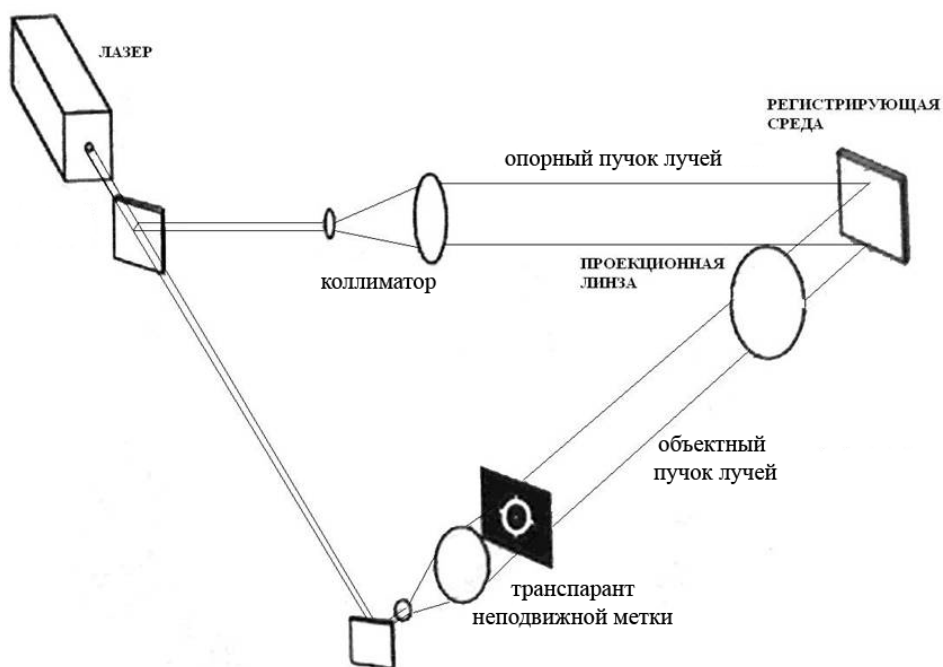 ЛАЗЕР
РЕГИСТРИРУЮЩАЯ
СРЕДА
опорный пучок лучей
коллиматор
ПРОЕКЦИОННАЯ
ЛИНЗА
объектный
пучок лучей
транспарант
неподвижной метки